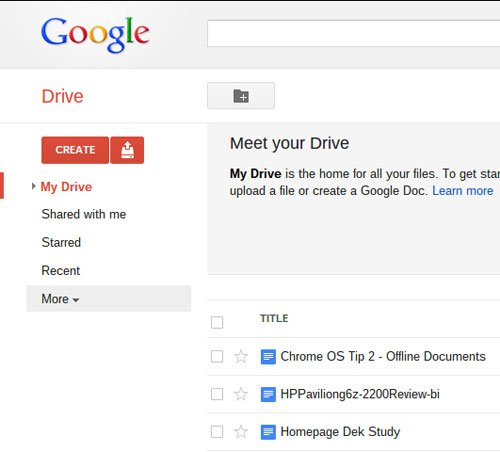 Google
Drive
CREATE
My Drive
Shared with me
Starred
Recent
More
Meet your Drive
My Drive is the home for all your files. To get star
upload a file or create a Google Doc. Learn more
TITLE
Chrome OS Tip 2 - Offline Documents
HPPaviliong6z-2200Review-bi
Homepage Dek Study